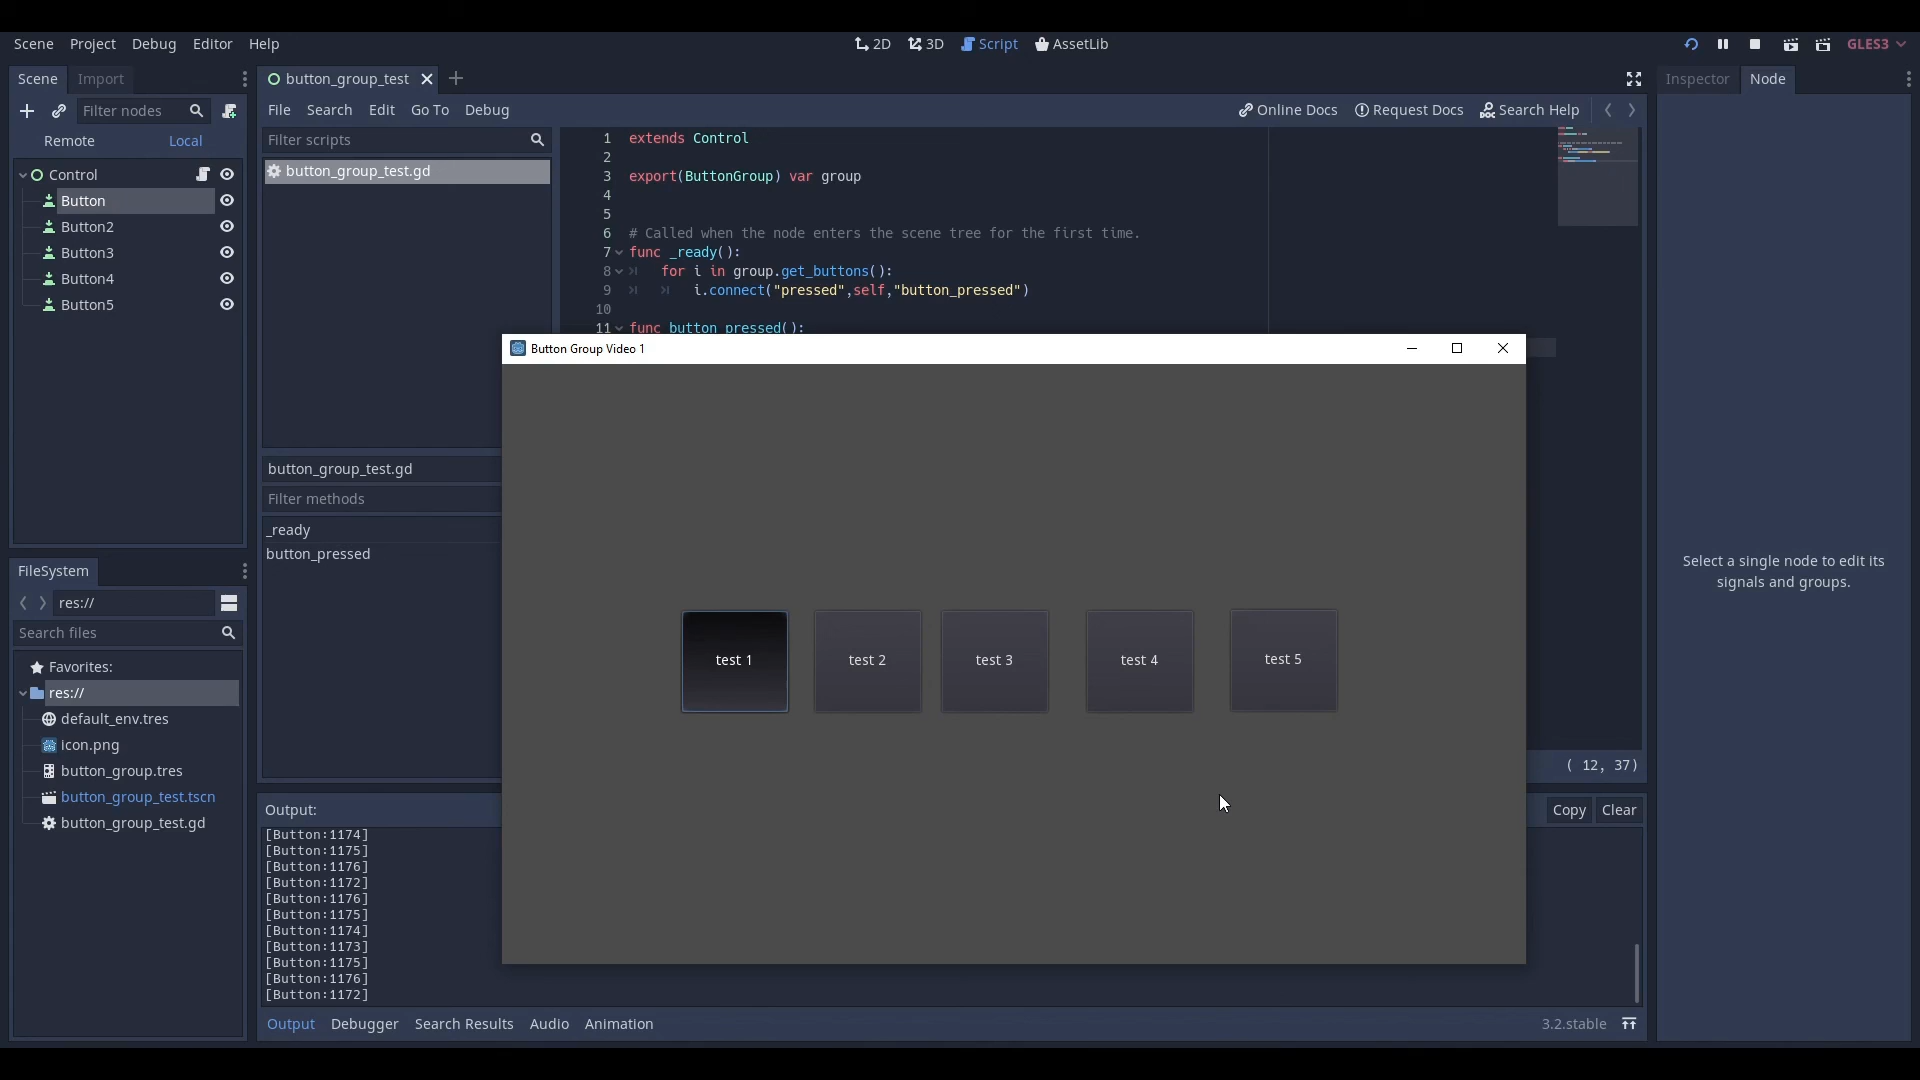 Scene Project Debug Editor Help
2D 3D Script AssetLib
GLES3
Scene Import
Filter nodes
Remote Local
Control
Button
Button2
Button3
Button4
Button5
FileSystem
res://
Search files
Favorites:
res://
default_env.tres
icon.png
button_group.tres
button_group_test.tscn
button_group_test.gd
button_group_test
File Search Edit Go To Debug
Online Docs Request Docs Search Help
Filter scripts
button_group_test.gd
button_group_test.gd
Filter methods
_ready
button_pressed
1 extends Control
2
3 export(ButtonGroup) var group
4
5
6 # Called when the node enters the scene tree for the first time.
7 func _ready():
8 for i in group.get_buttons():
9 i.connect("pressed",self,"button_pressed")
10
11 func button_pressed():
Button Group Video 1
test 1 test 2 test 3 test 4 test 5
( 12, 37)
Output:
Copy Clear
[Button:1174]
[Button:1175]
[Button:1176]
[Button:1172]
[Button:1176]
[Button:1175]
[Button:1174]
[Button:1173]
[Button:1175]
[Button:1176]
[Button:1172]
Output Debugger Search Results Audio Animation
3.2.stable
Inspector Node
Select a single node to edit its
signals and groups.